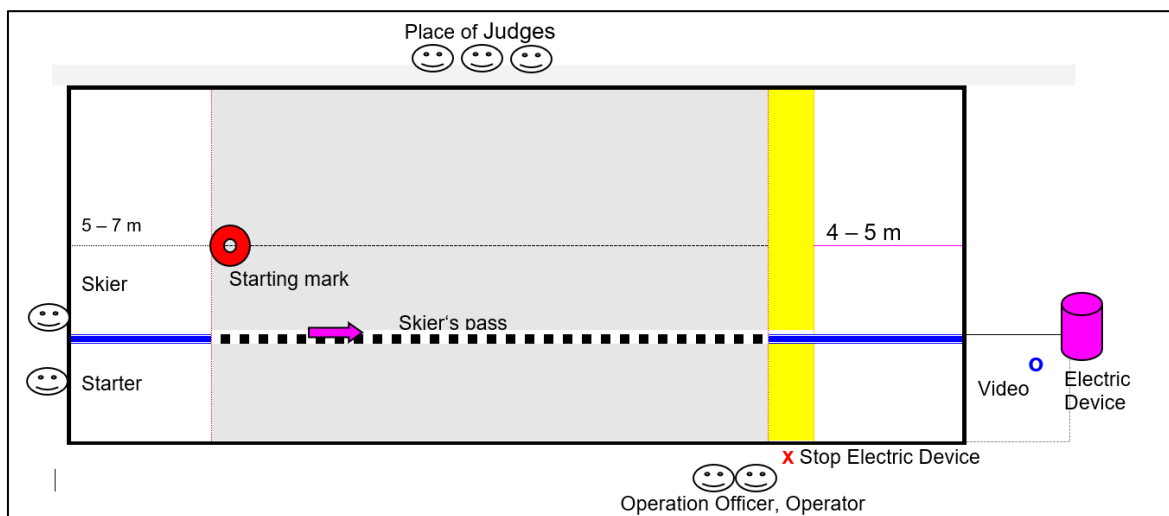 Place of Judges
5 – 7 m
4 – 5 m
Starting mark
Skier
Skier‘s pass
Starter
Video
O
Electric
Device
X Stop Electric Device
Operation Officer, Operator